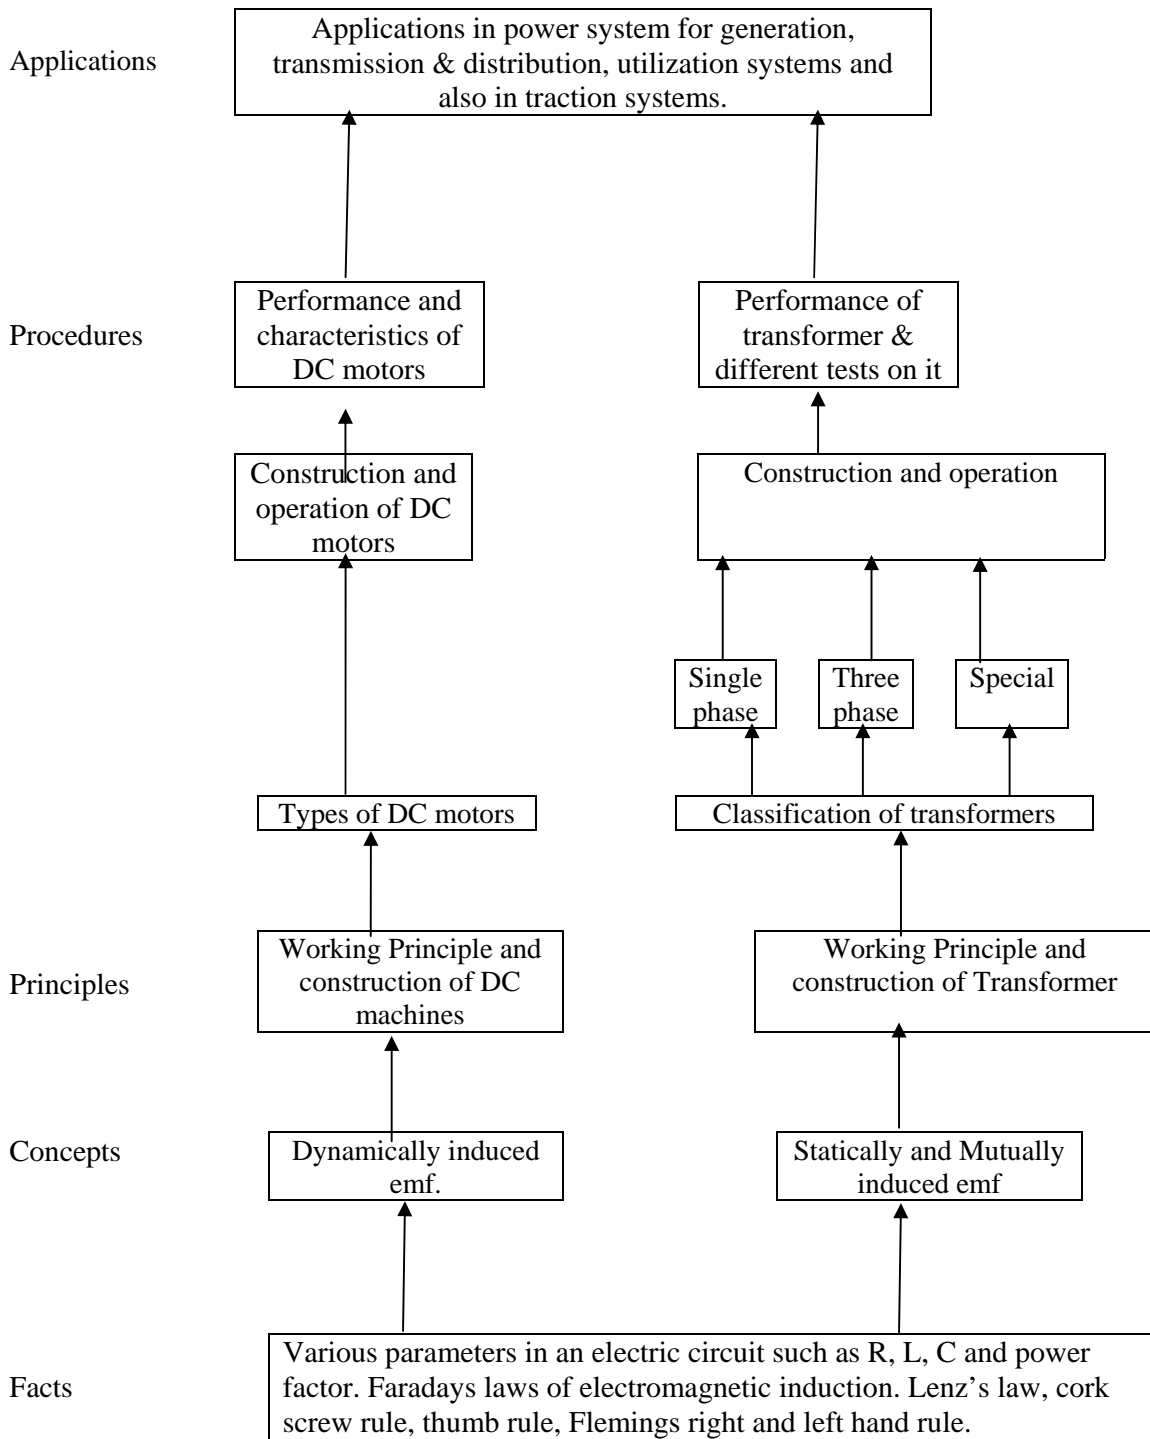 Applications
Applications in power system for generation,
transmission & distribution, utilization systems and
also in traction systems.
Procedures
Performance and
characteristics of
DC motors
Performance of
transformer &
different tests on it
Construction and
operation of DC
motors
Construction and operation
Single
phase
Three
phase
Special
Types of DC motors
Classification of transformers
Principles
Working Principle and
construction of DC
machines
Working Principle and
construction of Transformer
Concepts
Dynamically induced
emf.
Statically and Mutually
induced emf
Facts
Various parameters in an electric circuit such as R, L, C and power
factor. Faradays laws of electromagnetic induction. Lenz’s law, cork
screw rule, thumb rule, Flemings right and left hand rule.